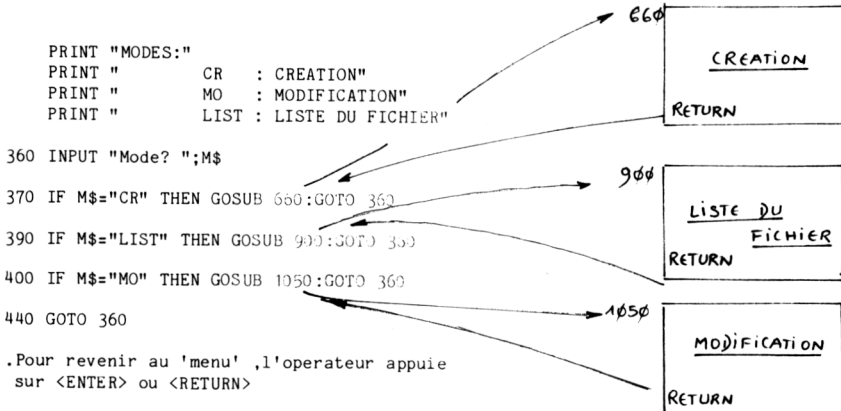 PRINT "MODES:"
PRINT " CR : CREATION"
PRINT " MO : MODIFICATION"
PRINT " LIST : LISTE DU FICHIER"
360 INPUT "Mode? ";M$
370 IF M$="CR" THEN GOSUB 660:GOTO 360
390 IF M$="LIST" THEN GOSUB 900:GOTO 360
400 IF M$="MO" THEN GOSUB 1050:GOTO 360
440 GOTO 360
.Pour revenir au 'menu' ,l'operateur appuie
sur <ENTER> ou <RETURN>
660
CREATION
RETURN
900
LISTE DU
FICHIER
RETURN
1050
MODIFICATION
RETURN